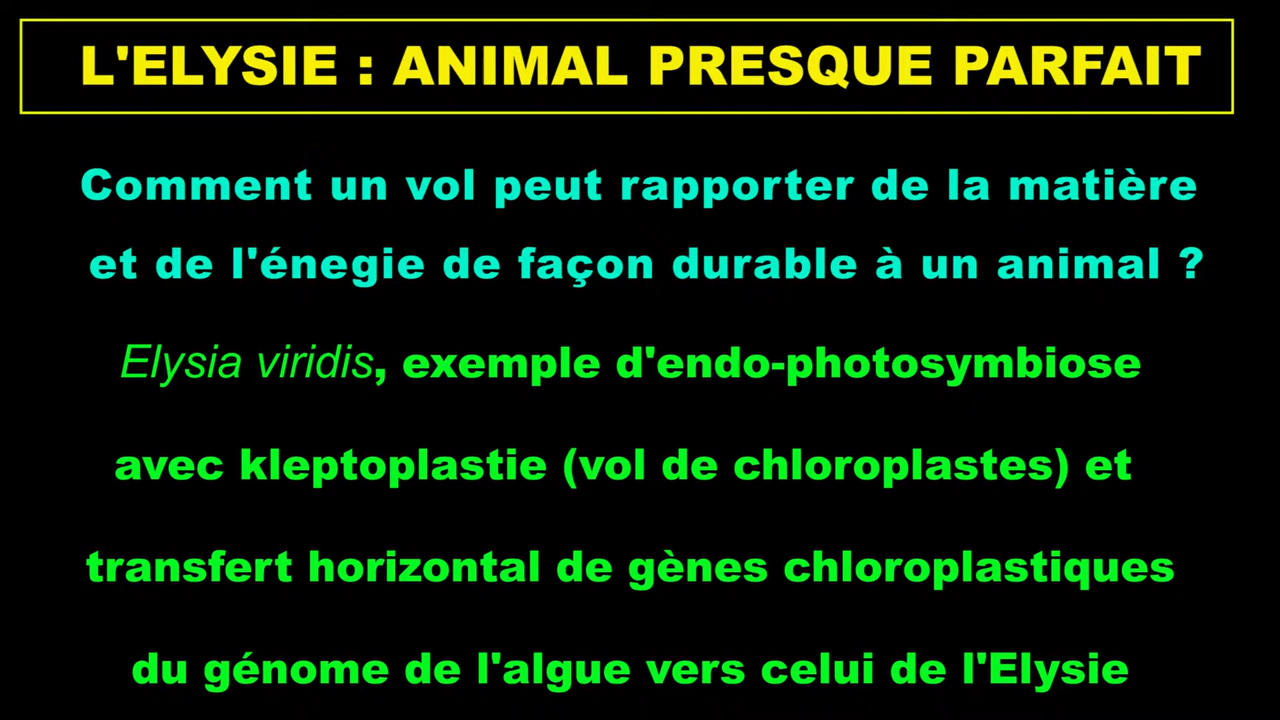 L'ELYSIE : ANIMAL PRESQUE PARFAIT
Comment un vol peut rapporter de la matière
et de l'énegie de façon durable à un animal ?
Elysia viridis, exemple d'endo-photosymbiose
avec kleptoplastie (vol de chloroplastes) et
transfert horizontal de gènes chloroplastiques
du génome de l'algue vers celui de l'Elysie